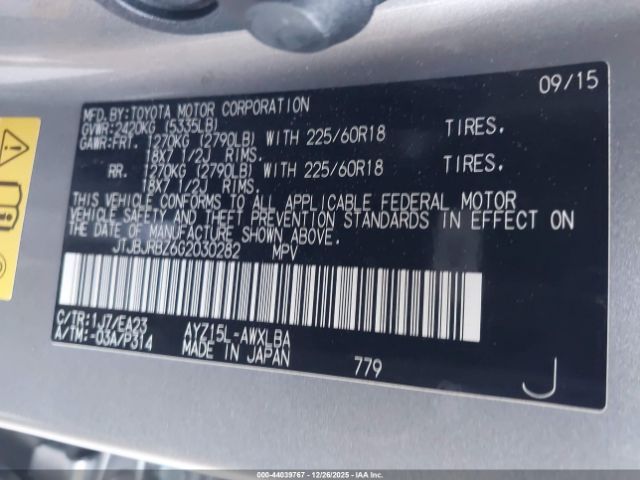 09/15
MFD.BY:TOYOTA MOTOR CORPORATION
GVWR:2420KG (5335LB)
GAWR:FRT. 1270KG (2790LB) WITH 225/60R18 TIRES.
18X7 1/2J RIMS.
RR. 1270KG (2790LB) WITH 225/60R18 TIRES.
18X7 1/2J RIMS.
THIS VEHICLE CONFORMS TO ALL APPLICABLE FEDERAL MOTOR
VEHICLE SAFETY AND THEFT PREVENTION STANDARDS IN EFFECT ON
THE DATE OF MANUFACTURE SHOWN ABOVE.
JTJBJRBZ6G2030282 MPV
C/TR:1J7/EA23 AYZ15L-AWXLBA
A/TM:-03A/P314 MADE IN JAPAN
779
J
000-44039767 - 12/26/2025 - IAA Inc.